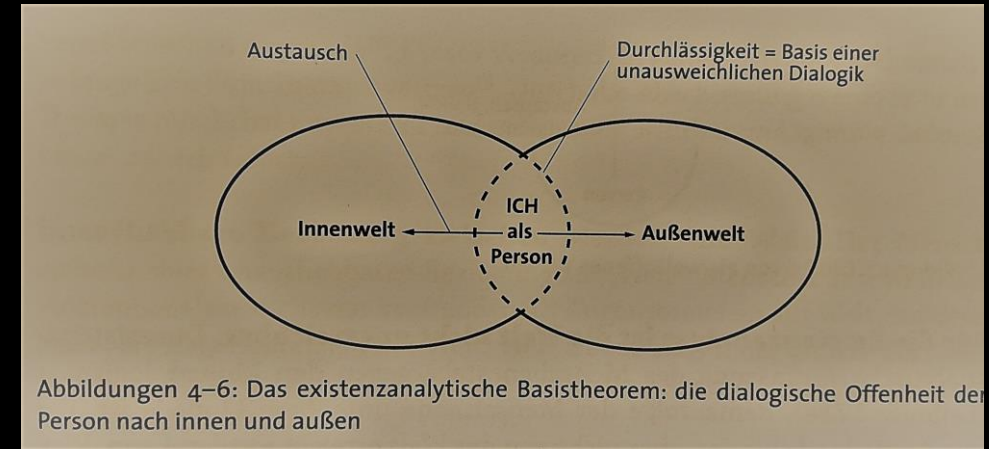 Austausch
Durchlässigkeit = Basis einer
unausweichlichen Dialogik
Innenwelt
ICH
als
Person
Außenwelt
Abbildungen 4–6: Das existenzanalytische Basistheorem: die dialogische Offenheit der
Person nach innen und außen